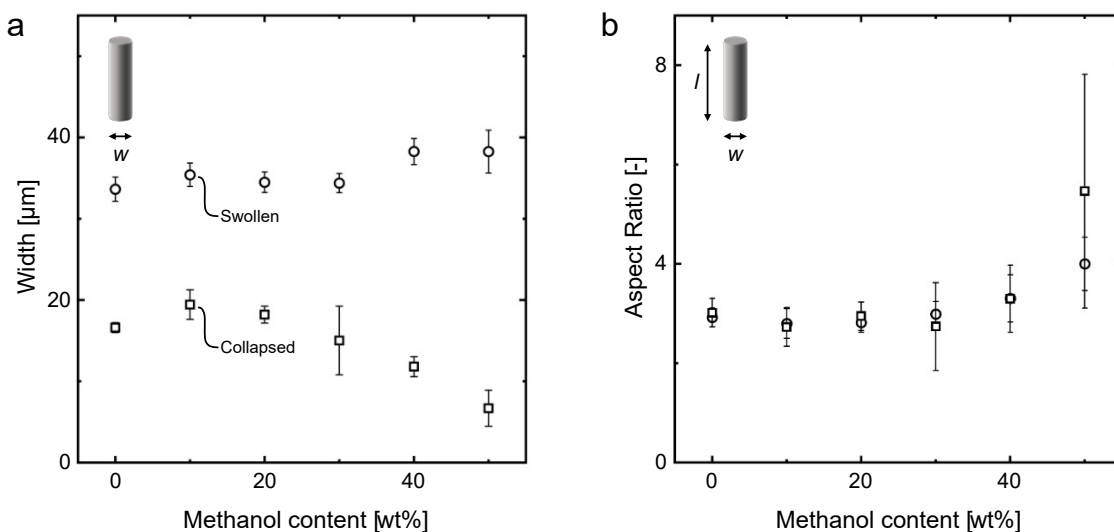 a
w
Swollen
Collapsed
Width [µm]
40
20
0
0 20 40
Methanol content [wt%]
b
l
w
Aspect Ratio [-]
8
4
0
0 20 40
Methanol content [wt%]